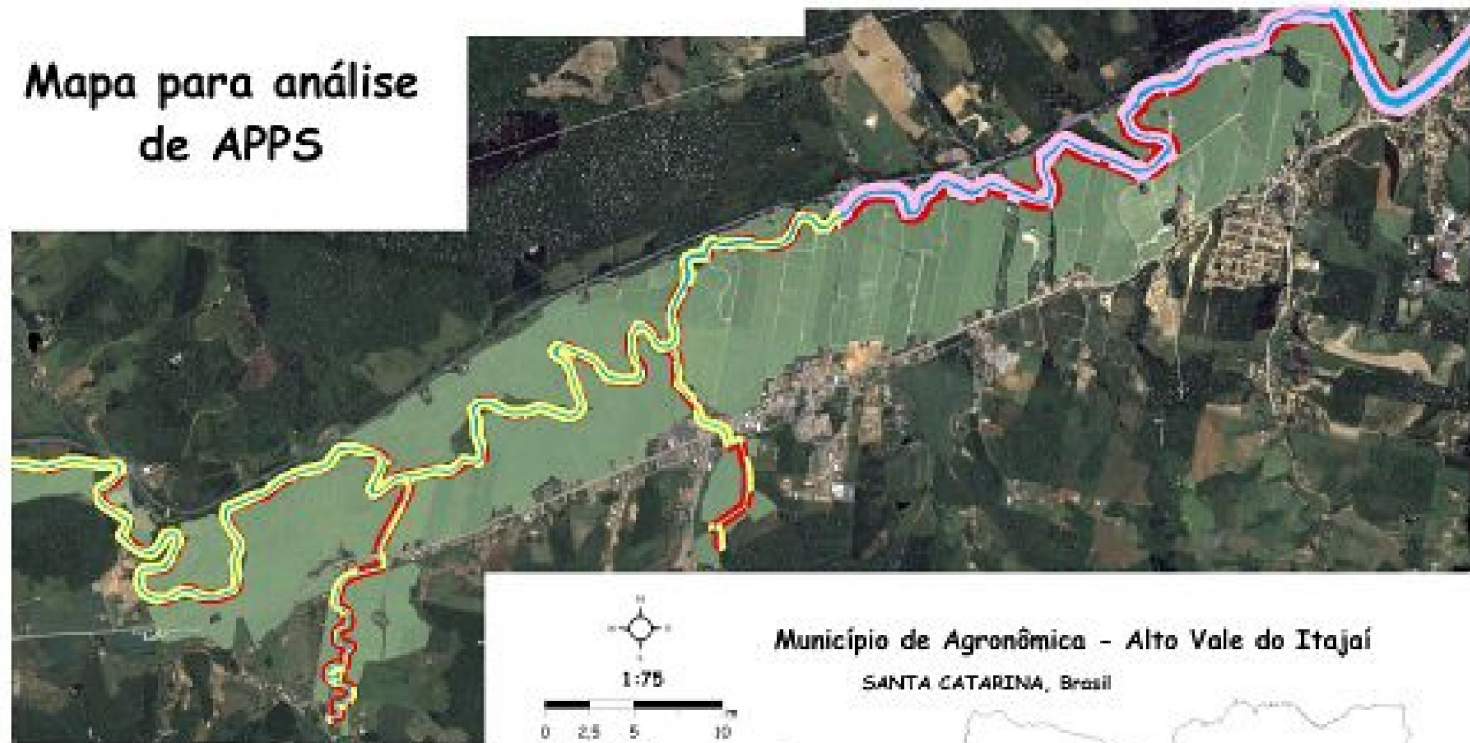 Mapa para análise
de APPS
Município de Agronômica - Alto Vale do Itajaí
1:75
SANTA CATARINA, Brasil
0 2,5 5 10